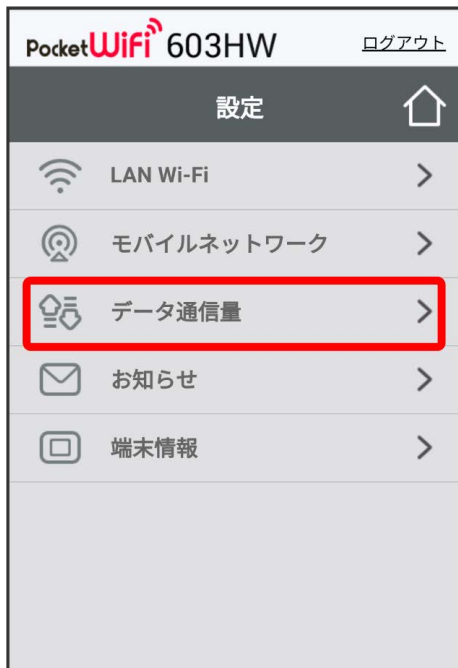 PocketWiFi 603HW ログアウト
設定
LAN Wi-Fi
モバイルネットワーク
データ通信量
お知らせ
端末情報